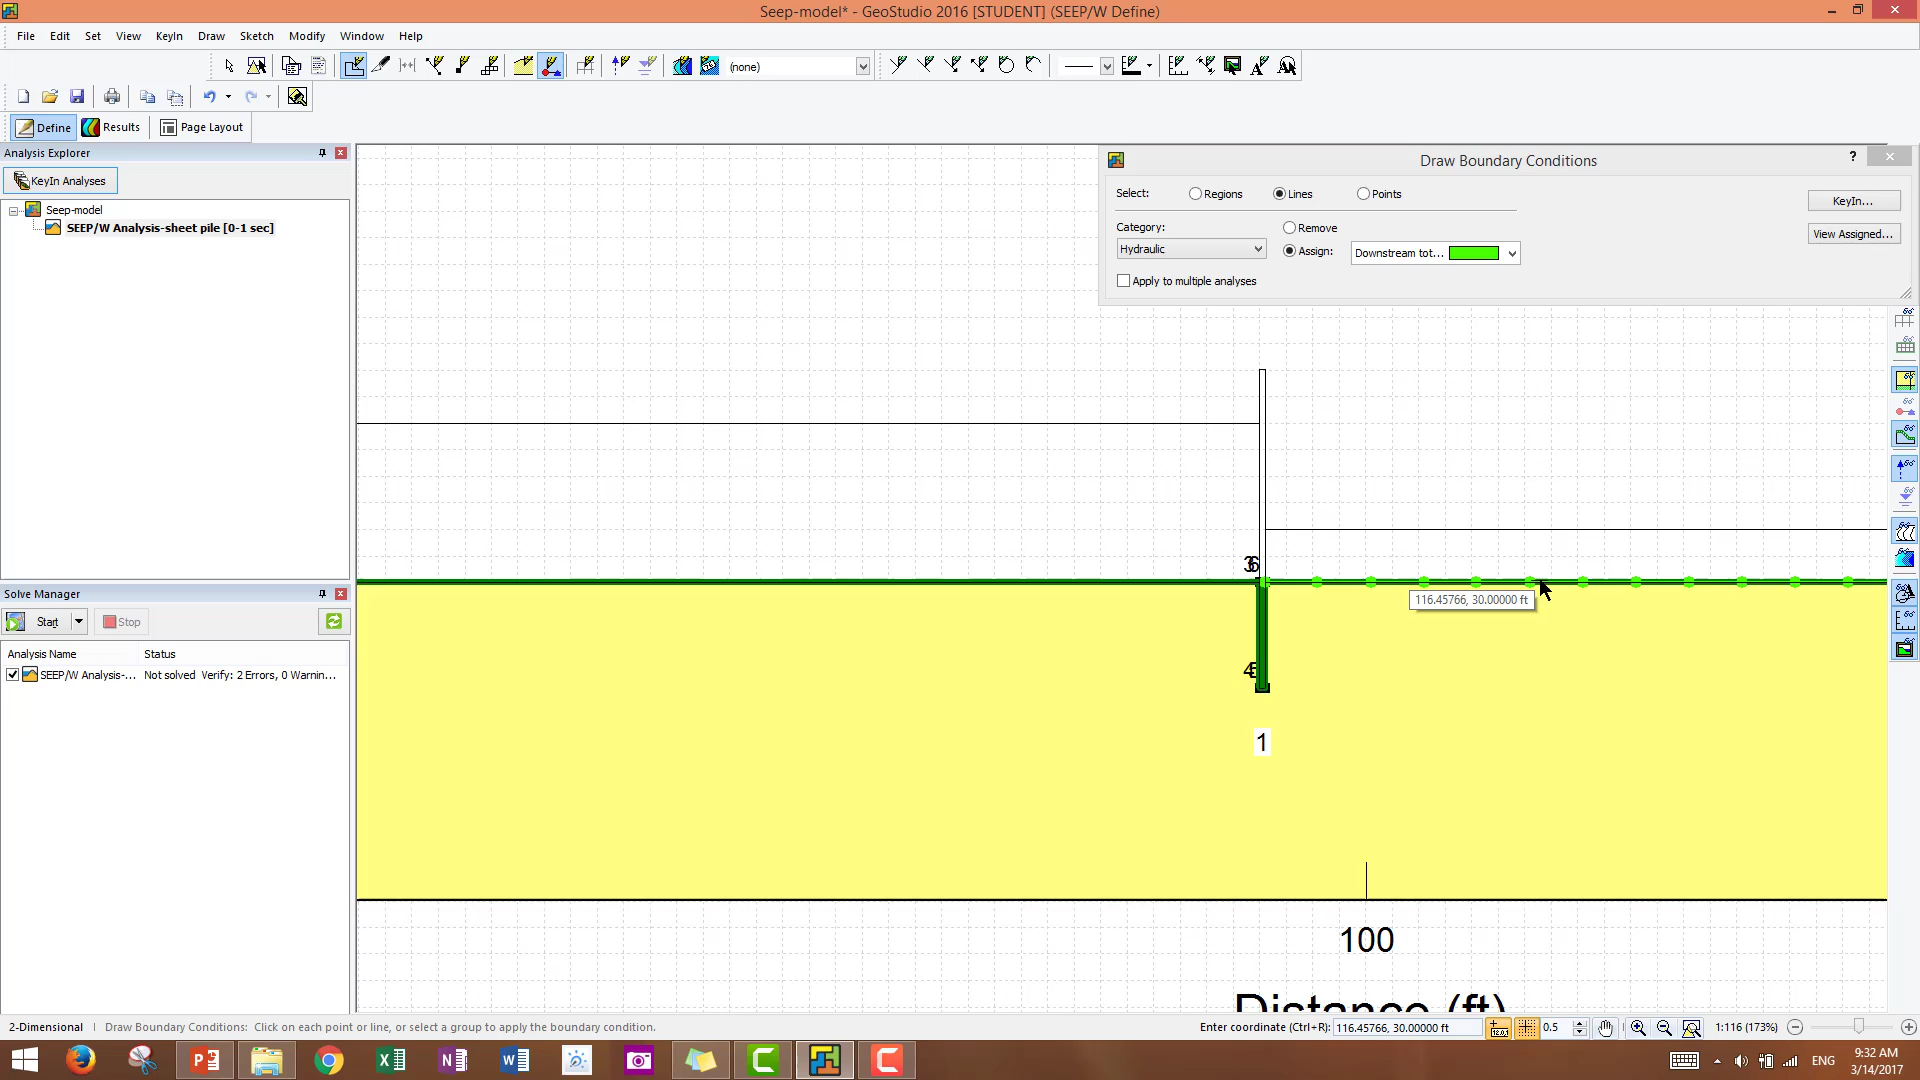 Seep-model* - GeoStudio 2016 [STUDENT] (SEEP/W Define)
File Edit Set View KeyIn Draw Sketch Modify Window Help
(none)
Define Results Page Layout
Analysis Explorer
KeyIn Analyses
Seep-model
SEEP/W Analysis-sheet pile [0-1 sec]
Draw Boundary Conditions
?
Select: Regions Lines Points
KeyIn...
Category:
Remove
View Assigned...
Hydraulic
Assign:
Downstream tot...
Apply to multiple analyses
Solve Manager
Start Stop
Analysis Name Status
SEEP/W Analysis-... Not solved Verify: 2 Errors, 0 Warnin...
36
116.45766, 30.00000 ft
45
1
100
Distance (ft)
2-Dimensional Draw Boundary Conditions: Click on each point or line, or select a group to apply the boundary condition.
Enter coordinate (Ctrl+R): 116.45766, 30.00000 ft 0.5 1:116 (173%)
ENG
9:32 AM
3/14/2017